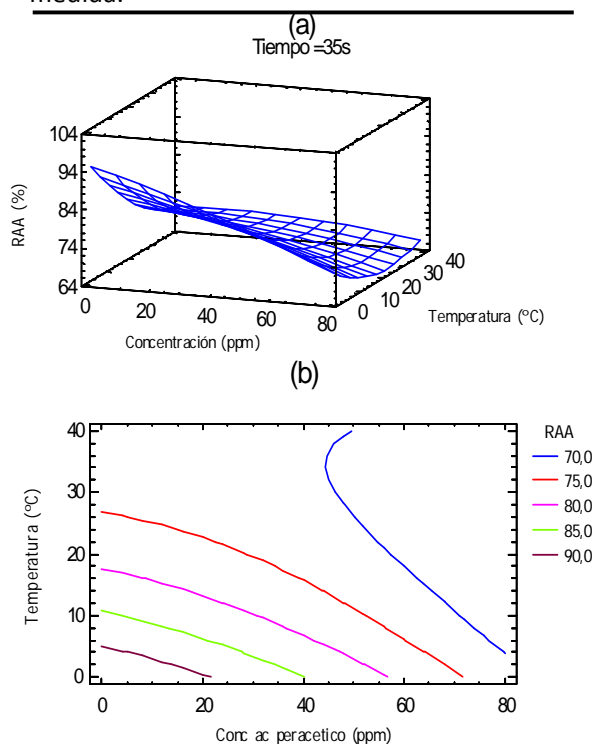 medida.
(a)
Tiempo=35s
104
94
84
74
64
RAA (%)
0 20 40 60 80
Concentración (ppm)
0 10 20 30 40
Temperatura (ºC)
(b)
40
30
20
10
0
Temperatura (ºC)
0 20 40 60 80
Conc ac peracetico (ppm)
RAA
70,0
75,0
80,0
85,0
90,0